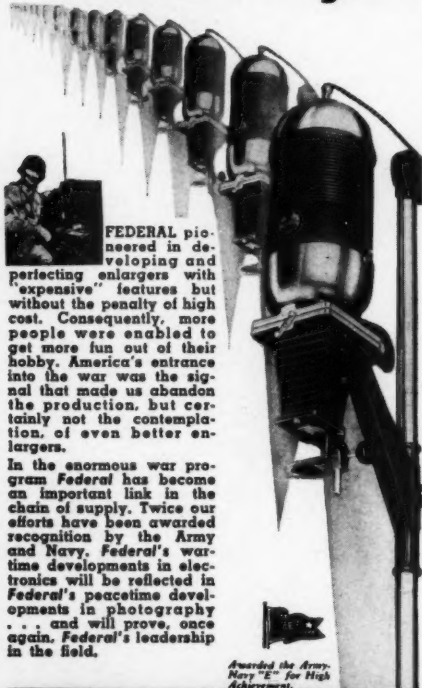 FEDERAL pio-
neered in de-
veloping and
perfecting enlargers with
"expensive" features but
without the penalty of high
cost. Consequently, more
people were enabled to
get more fun out of their
hobby. America's entrance
into the war was the sig-
nal that made us abandon
the production, but cer-
tainly not the contempla-
tion, of even better en-
largers.
In the enormous war pro-
gram Federal has become
an important link in the
chain of supply. Twice our
efforts have been awarded
recognition by the Army
and Navy. Federal's war-
time developments in elec-
tronics will be reflected in
Federal's peacetime devel-
opments in photography
. . . and will prove, once
again, Federal's leadership
in the field.
Awarded the Army-
Navy "E" for High
Achievement.